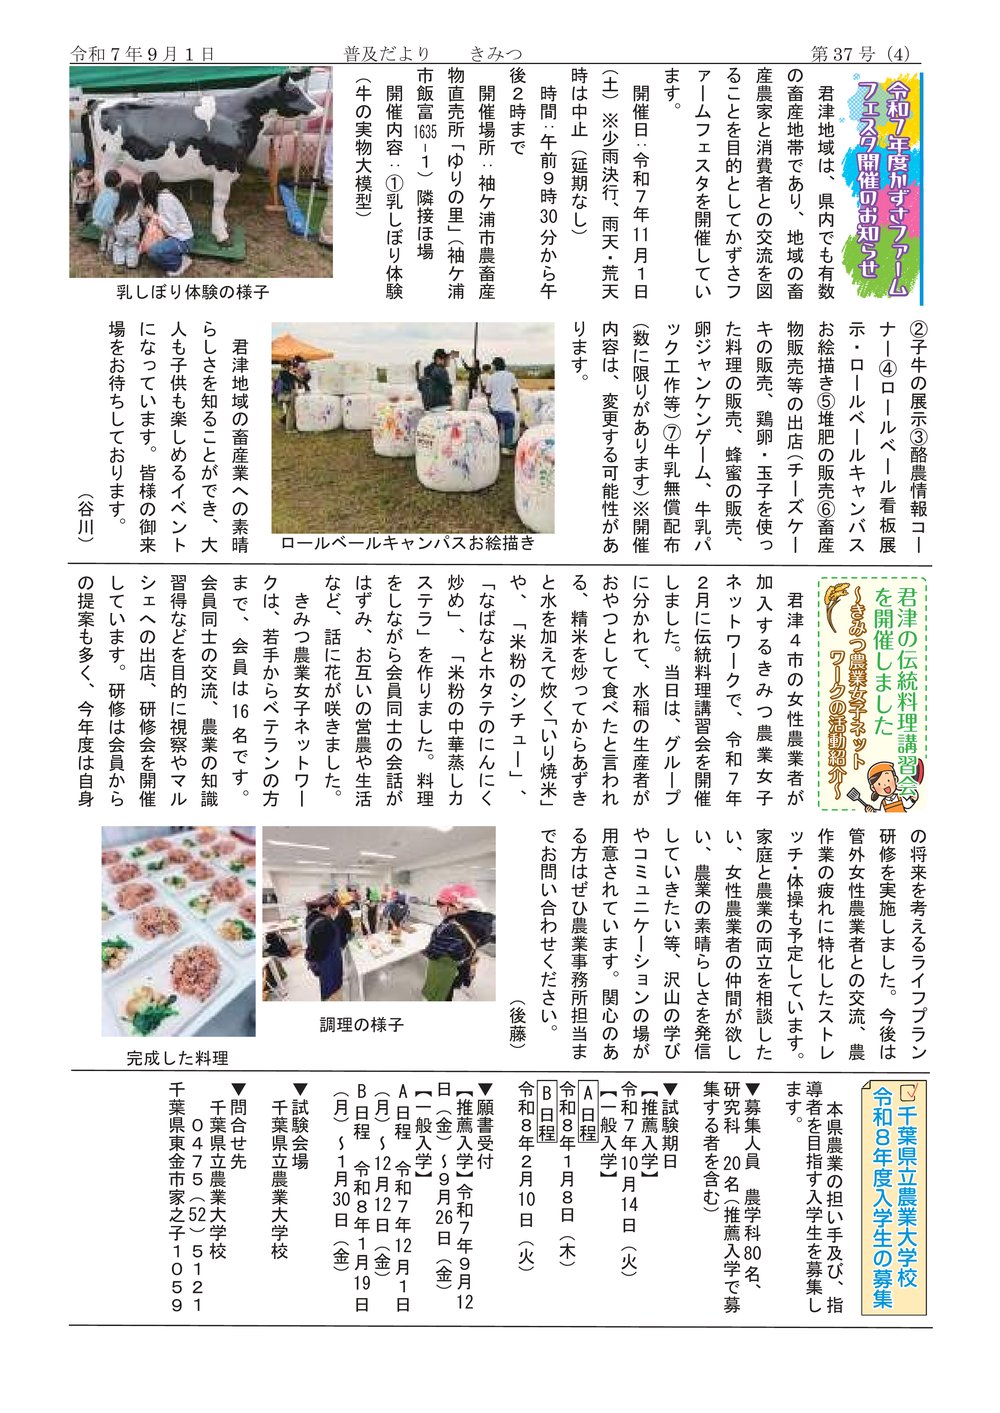 令和７年９月１日　普及だより　きみつ　第37号（4）
令和７年度かずさファーム
フェスタ開催のお知らせ
　君津地域は、県内でも有数
の畜産地帯であり、地域の畜
産農家と消費者との交流を図
ることを目的としてかずさフ
ァームフェスタを開催してい
ます。
　開催日：令和７年11月１日
（土）※少雨決行、雨天・荒天
時は中止（延期なし）
　時間：午前９時30分から午
後２時まで
　開催場所：袖ケ浦市農畜産
物直売所「ゆりの里」（袖ケ浦
市飯富1635−１）隣接ほ場
　開催内容：①乳しぼり体験
（牛の実物大模型）
乳しぼり体験の様子
②子牛の展示③酪農情報コー
ナー④ロールベール看板展
示・ロールベールキャンバス
お絵描き⑤堆肥の販売⑥畜産
物販売等の出店（チーズケー
キの販売、鶏卵・玉子を使っ
た料理の販売、蜂蜜の販売、
卵ジャンケンゲーム、牛乳パ
ック工作等）⑦牛乳無償配布
（数に限りがあります）※開催
内容は、変更する可能性があ
ります。
ロールベールキャンパスお絵描き
　君津地域の畜産業への素晴
らしさを知ることができ、大
人も子供も楽しめるイベント
になっています。皆様の御来
場をお待ちしております。
（谷川）
君津の伝統料理講習会
を開催しました
～きみつ農業女子ネット
ワークの活動紹介～
　君津４市の女性農業者が
加入するきみつ農業女子
ネットワークで、令和７年
２月に伝統料理講習会を開催
しました。当日は、グループ
に分かれて、水稲の生産者が
おやつとして食べたと言われ
る、精米を炒ってからあずき
と水を加えて炊く「いり焼米」
や、「米粉のシチュー」、
「なばなとホタテのにんにく
炒め」、「米粉の中華蒸しカ
ステラ」を作りました。料理
をしながら会員同士の会話が
はずみ、お互いの営農や生活
など、話に花が咲きました。
　きみつ農業女子ネットワー
クは、若手からベテランの方
まで、会員は16名です。
会員同士の交流、農業の知識
習得などを目的に視察やマル
シェへの出店、研修会を開催
しています。研修は会員から
の提案も多く、今年度は自身
の将来を考えるライフプラン
研修を実施しました。今後は
管外女性農業者との交流、農
作業の疲れに特化したストレ
ッチ・体操も予定しています。
家庭と農業の両立を相談した
い、女性農業者の仲間が欲し
い、農業の素晴らしさを発信
していきたい等、沢山の学び
やコミュニケーションの場が
用意されています。関心のあ
る方はぜひ農業事務所担当ま
でお問い合わせください。
（後藤）
調理の様子
完成した料理
千葉県立農業大学校
令和８年度入学生の募集
　本県農業の担い手及び、指
導者を目指す入学生を募集し
ます。
▼募集人員　農学科80名、
研究科　20名（推薦入学で募
集する者を含む）
▼試験期日
【推薦入学】
令和７年10月14日（火）
【一般入学】
Ａ日程
令和８年１月８日（木）
Ｂ日程
令和８年２月10日（火）
▼願書受付
【推薦入学】令和７年９月12
日（金）～９月26日（金）
【一般入学】
Ａ日程　令和７年12月１日
（月）～12月12日（金）
Ｂ日程　令和８年１月19日
（月）～１月30日（金）
▼試験会場
千葉県立農業大学校
▼問合せ先
千葉県立農業大学校
０４７５（52）５１２１
千葉県東金市家之子１０５９